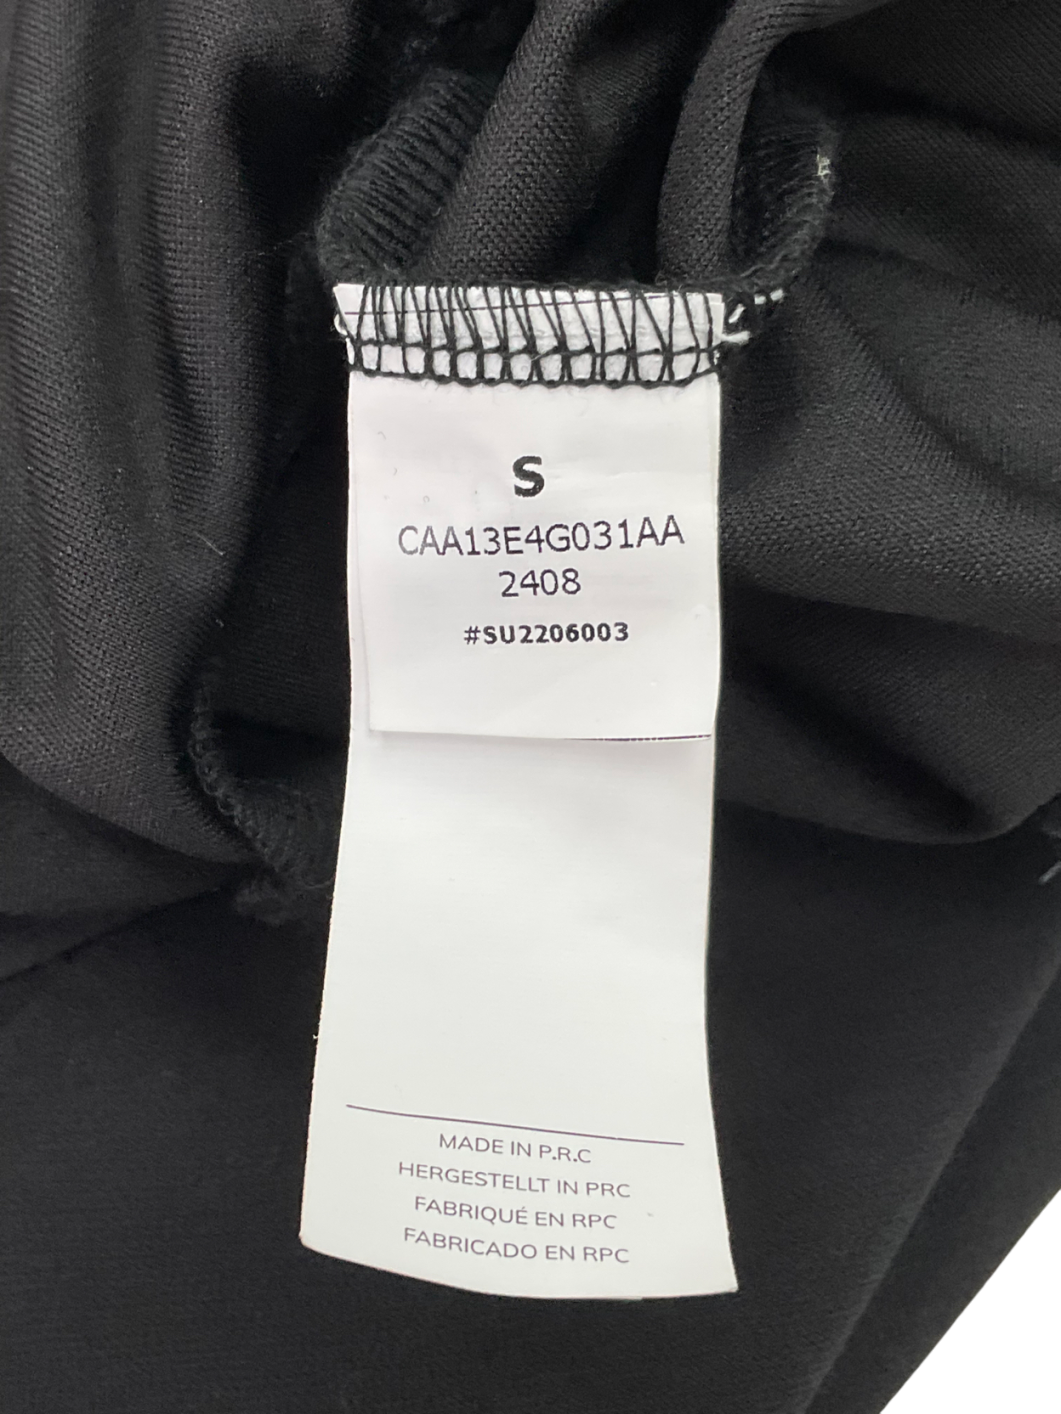 S
CAA13E4G031AA
2408
#SU2206003
MADE IN P.R.C
HERGESTELLT IN PRC
FABRIQUÉ EN RPC
FABRICADO EN RPC